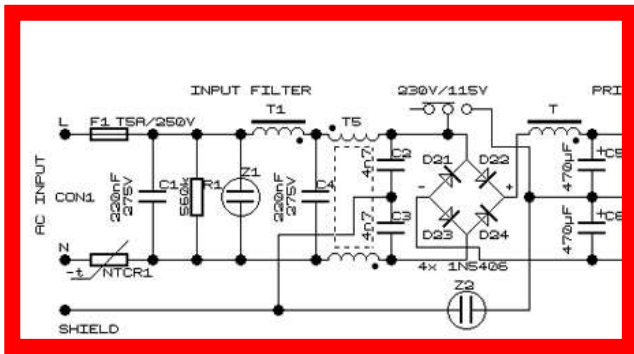 INPUT FILTER
230V/115V
L
F1 T5A/250V
T1
T5
T
PRI
AC INPUT
CON1
220nF
275V
C1
560k
R1
Z1
220nF
275V
C4
4n7
C2
4n7
C3
D21
D22
-
+
D23
D24
4x 1N5406
470µF
+
C5
470µF
+
C6
N
-t
NTCR1
Z2
SHIELD